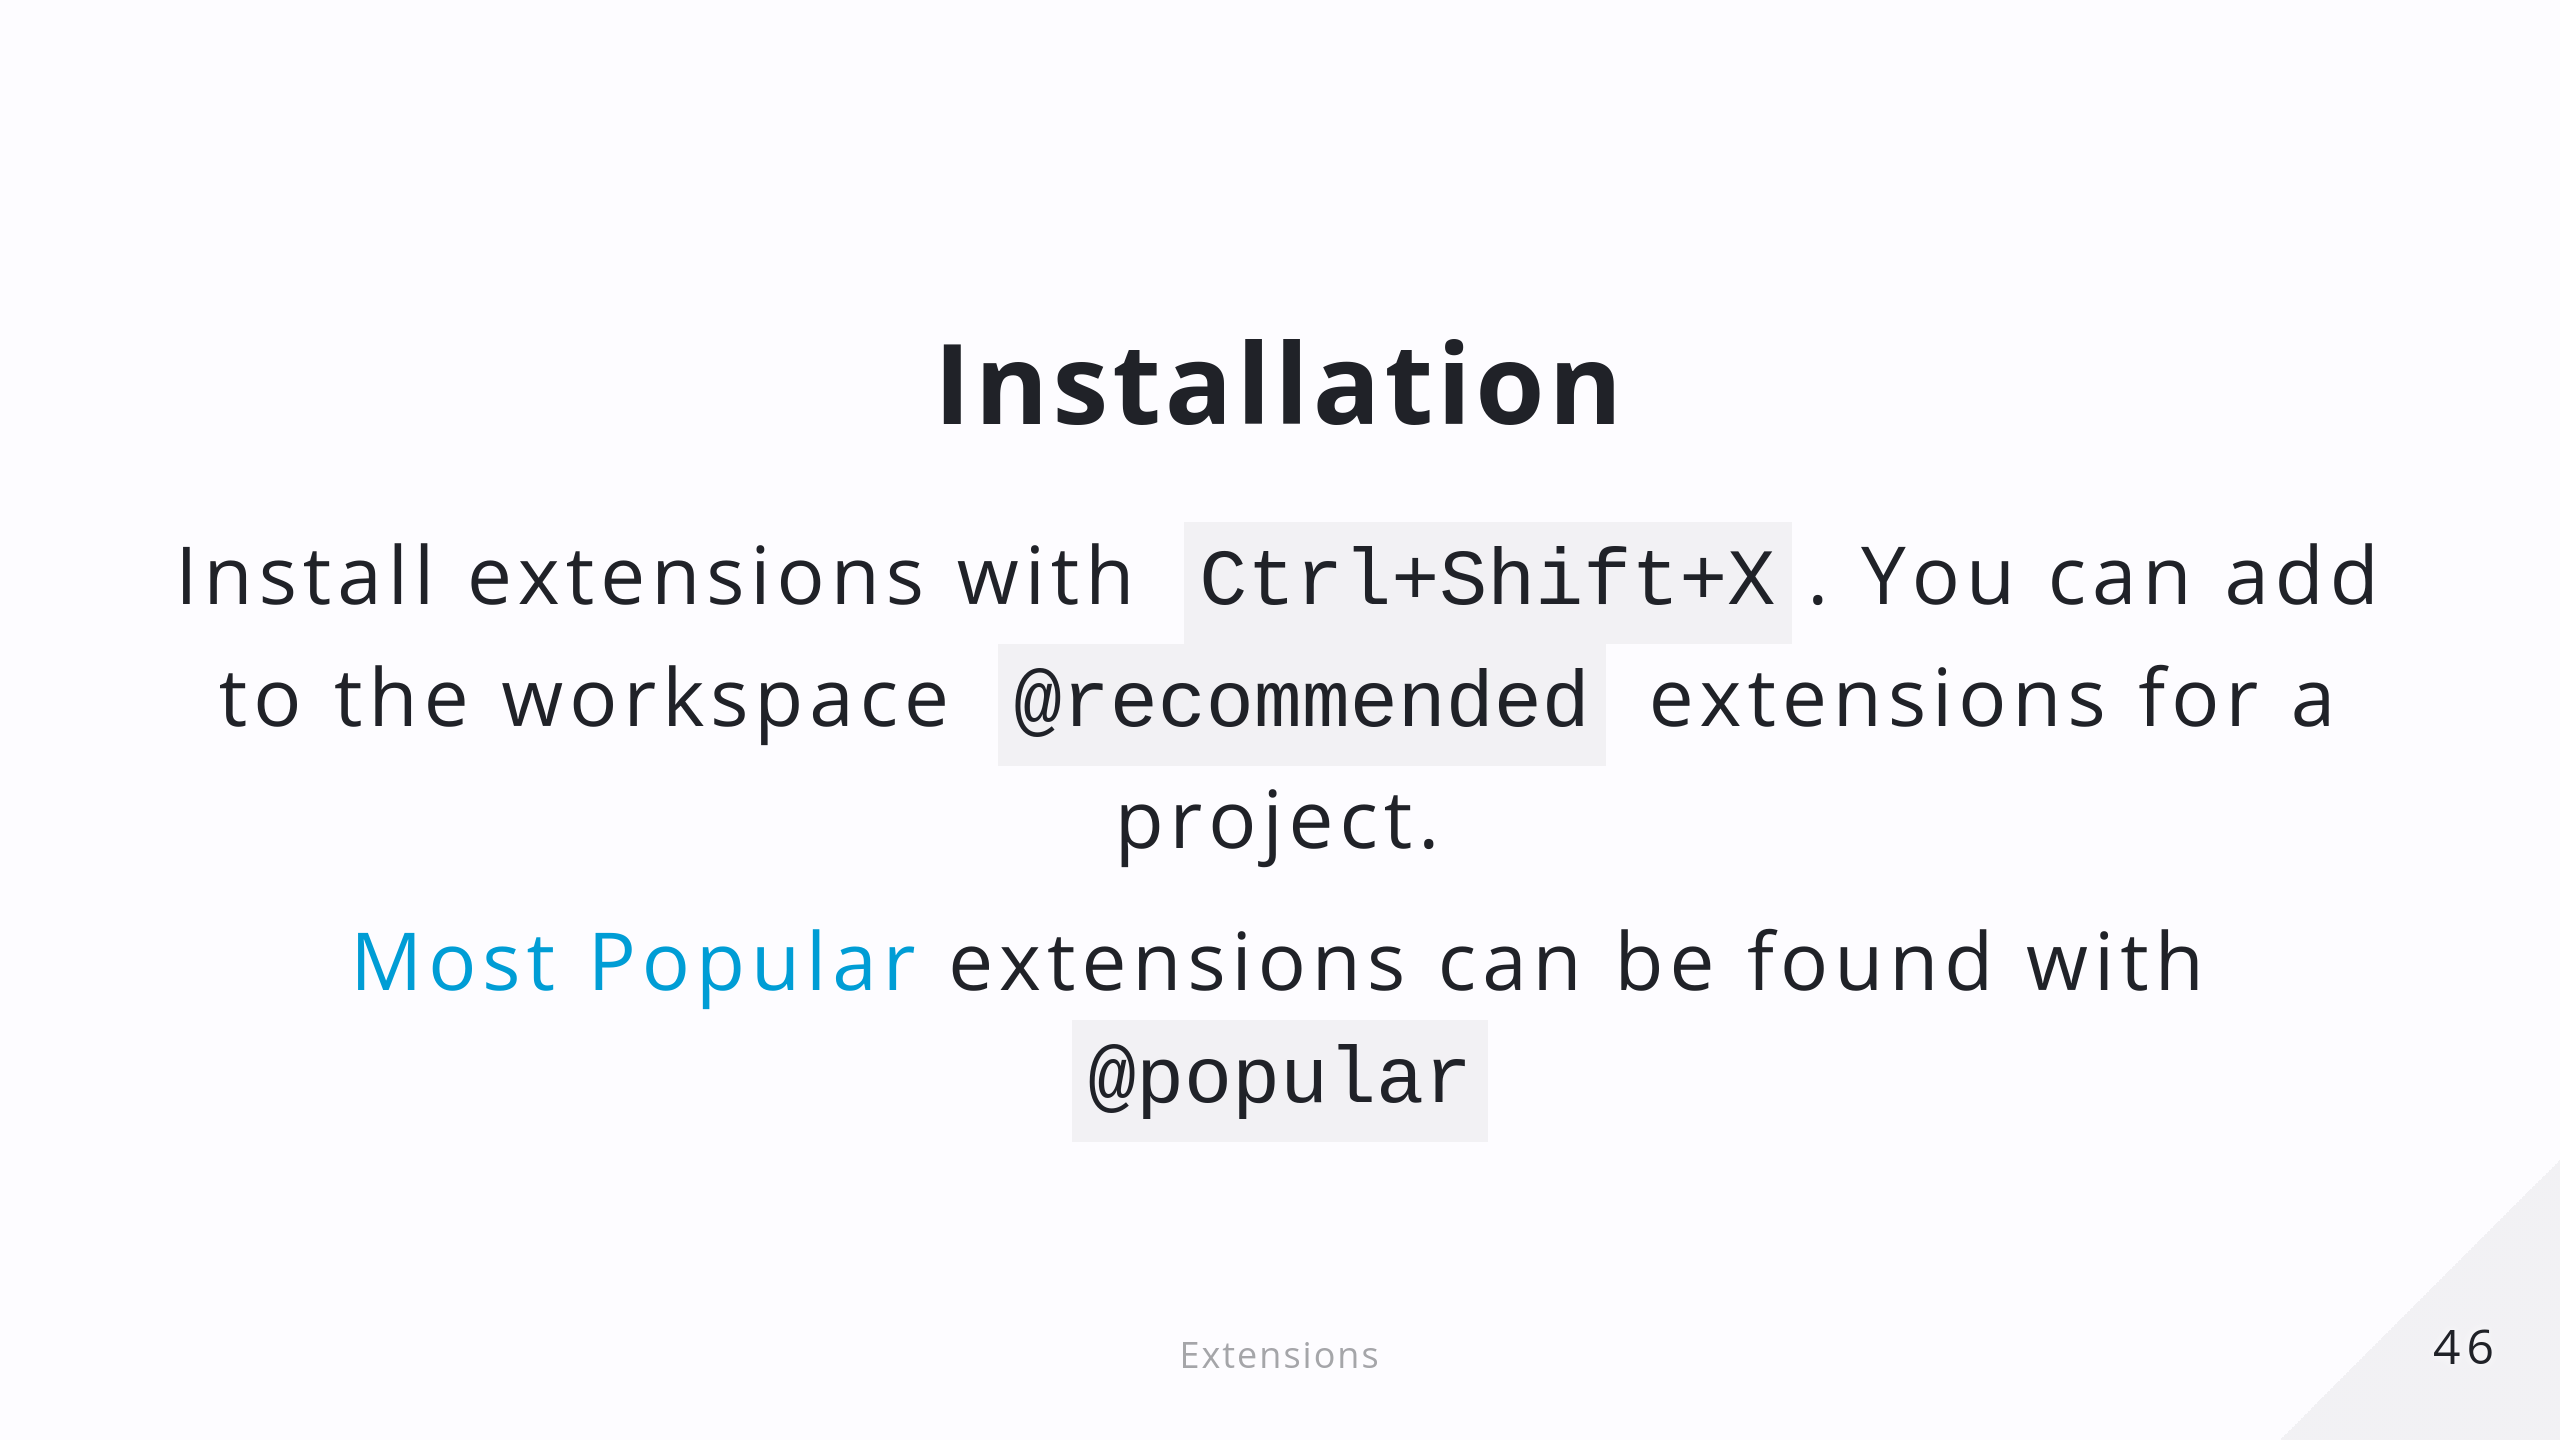 Installation
Install extensions with Ctrl+Shift+X. You can add
to the workspace @recommended extensions for a
project.
Most Popular extensions can be found with
@popular
Extensions
46